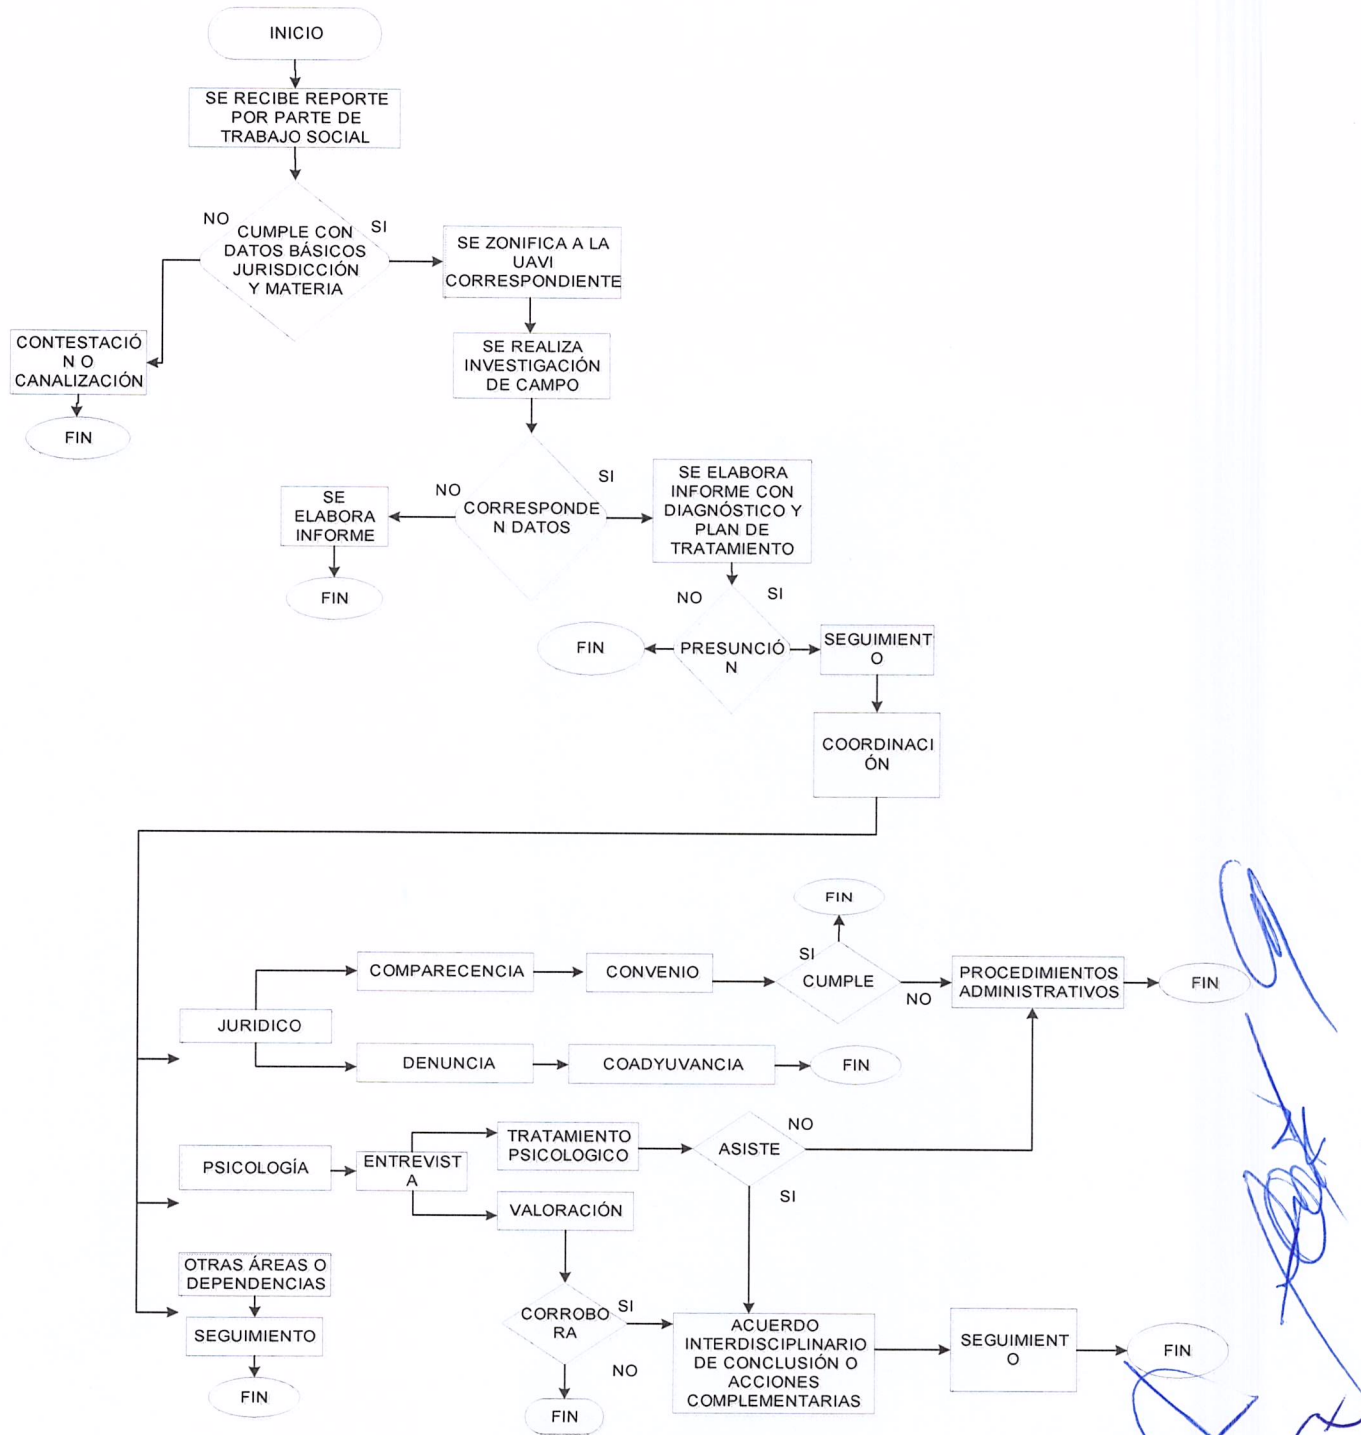 INICIO
SE RECIBE REPORTE
POR PARTE DE
TRABAJO SOCIAL
NO
SI
CUMPLE CON
DATOS BÁSICOS
JURISDICCIÓN
Y MATERIA
SE ZONIFICA A LA
UAVI
CORRESPONDIENTE
CONTESTACIÓ
N O
CANALIZACIÓN
FIN
SE REALIZA
INVESTIGACIÓN
DE CAMPO
NO
SI
CORRESPONDE
N DATOS
SE
ELABORA
INFORME
FIN
SE ELABORA
INFORME CON
DIAGNÓSTICO Y
PLAN DE
TRATAMIENTO
NO
SI
PRESUNCIÓ
N
FIN
SEGUIMIENT
O
COORDINACI
ÓN
JURIDICO
COMPARECENCIA
CONVENIO
SI
CUMPLE
NO
FIN
PROCEDIMIENTOS
ADMINISTRATIVOS
FIN
DENUNCIA
COADYUVANCIA
FIN
PSICOLOGÍA
ENTREVIST
A
TRATAMIENTO
PSICOLOGICO
ASISTE
NO
SI
VALORACIÓN
CORROBO
RA
SI
NO
FIN
OTRAS ÁREAS O
DEPENDENCIAS
SEGUIMIENTO
FIN
ACUERDO
INTERDISCIPLINARIO
DE CONCLUSIÓN O
ACCIONES
COMPLEMENTARIAS
SEGUIMIENT
O
FIN